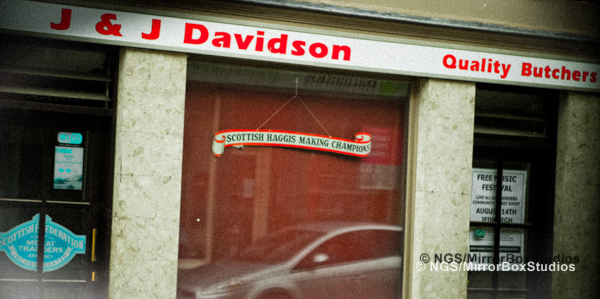 J & J Davidson
Quality Butchers
SCOTTISH HAGGIS MAKING CHAMPIONS
FREE MUSIC
FESTIVAL
AUGUST 14TH
SCOTTISH FEDERATION
MEAT
TRADERS
© NGS/MirrorBoxStudios
© NGS/MirrorBoxStudios